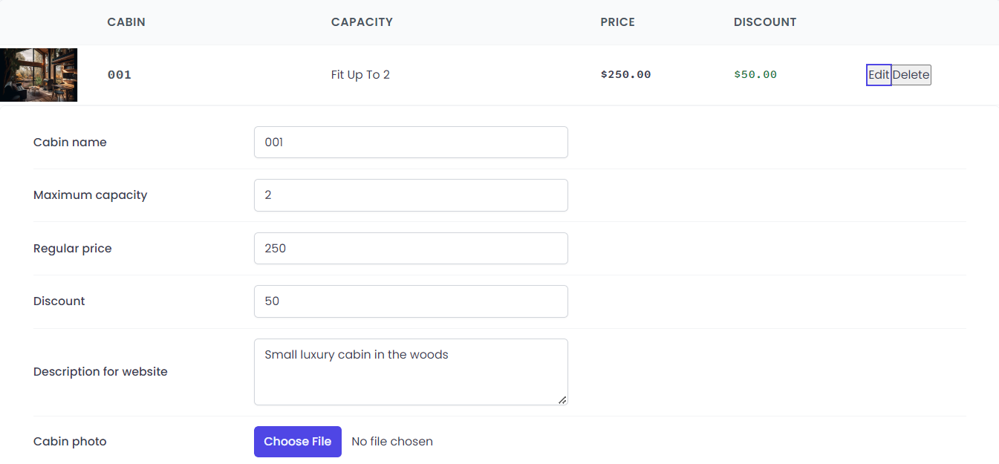 CABIN CAPACITY PRICE DISCOUNT
001 Fit Up To 2 $250.00 $50.00 Edit Delete
Cabin name 001
Maximum capacity 2
Regular price 250
Discount 50
Description for website Small luxury cabin in the woods
Cabin photo Choose File No file chosen